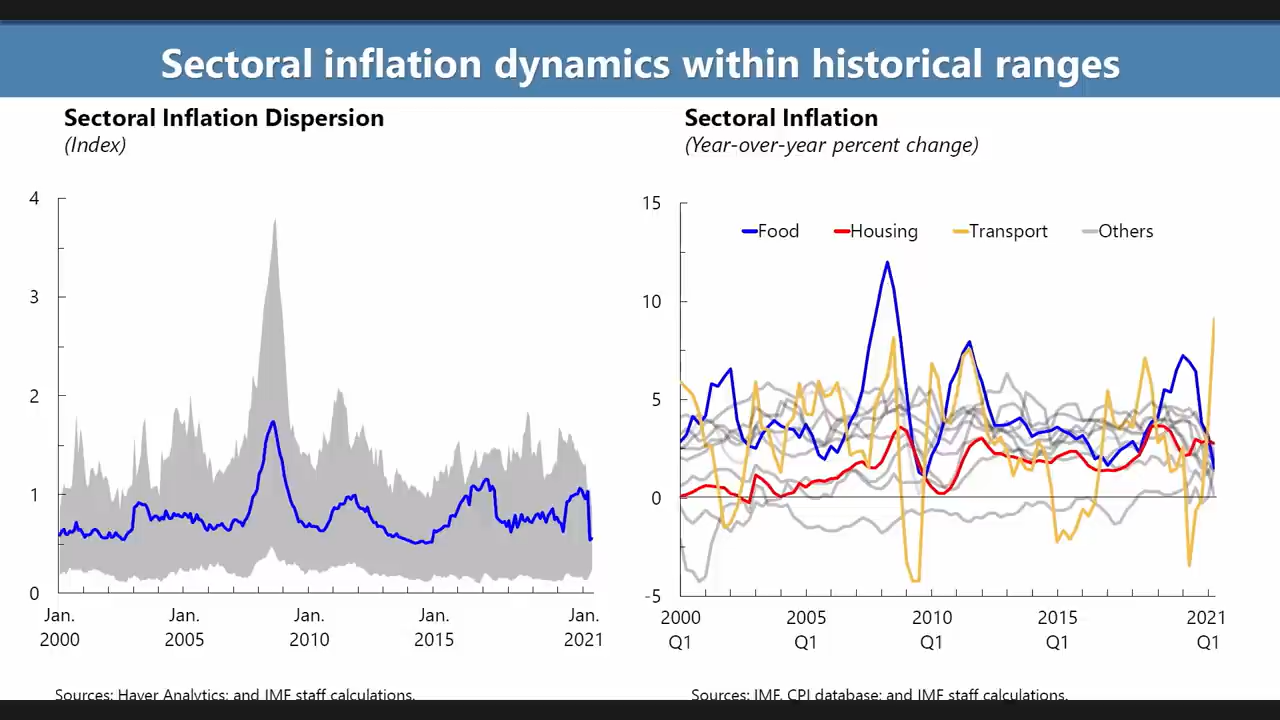 Sectoral inflation dynamics within historical ranges
Sectoral Inflation Dispersion
(Index)
4
3
2
1
0
Jan. Jan. Jan. Jan. Jan.
2000 2005 2010 2015 2021
Sources: Haver Analytics; and IMF staff calculations.
Sectoral Inflation
(Year-over-year percent change)
15
Food Housing Transport Others
10
5
0
-5
2000 2005 2010 2015 2021
Q1 Q1 Q1 Q1 Q1
Sources: IMF, CPI database; and IMF staff calculations.